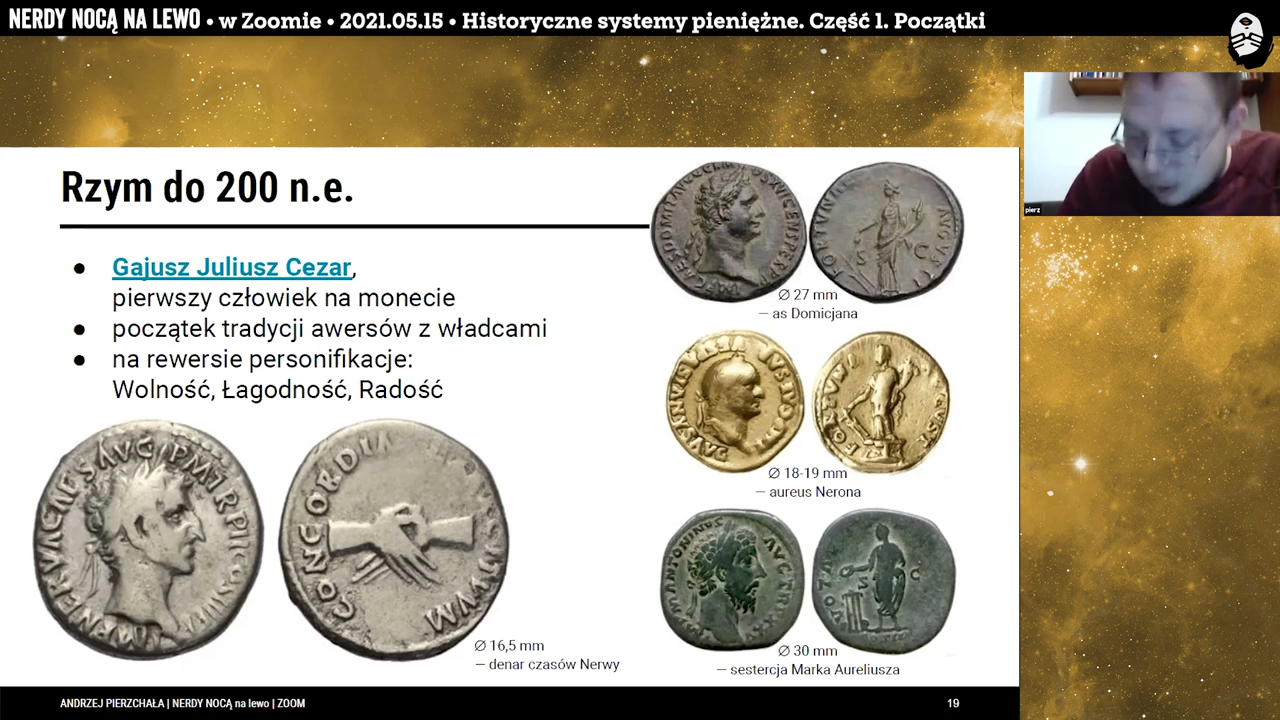 NERDY NOCĄ NA LEWO • w Zoomie • 2021.05.15 • Historyczne systemy pieniężne. Część 1. Początki
pierz
Rzym do 200 n.e.
● Gajusz Juliusz Cezar,
pierwszy człowiek na monecie
● początek tradycji awersów z władcami
● na rewersie personifikacje:
Wolność, Łagodność, Radość
S C
∅ 27 mm
— as Domicjana
∅ 18-19 mm
— aureus Nerona
S C
∅ 30 mm
— sestercja Marka Aureliusza
CONCORDIA
∅ 16,5 mm
— denar czasów Nerwy
ANDRZEJ PIERZCHAŁA | NERDY NOCĄ na lewo | ZOOM
19